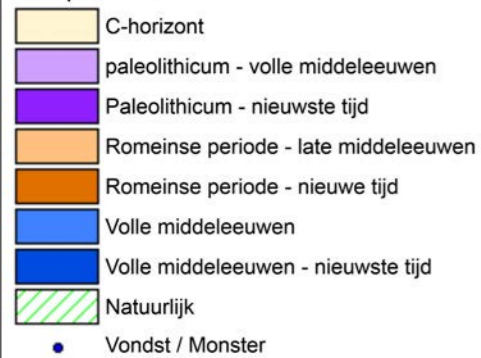 C-horizont
paleolithicum - volle middeleeuwen
Paleolithicum - nieuwste tijd
Romeinse periode - late middeleeuwen
Romeinse periode - nieuwe tijd
Volle middeleeuwen
Volle middeleeuwen - nieuwste tijd
Natuurlijk
Vondst / Monster